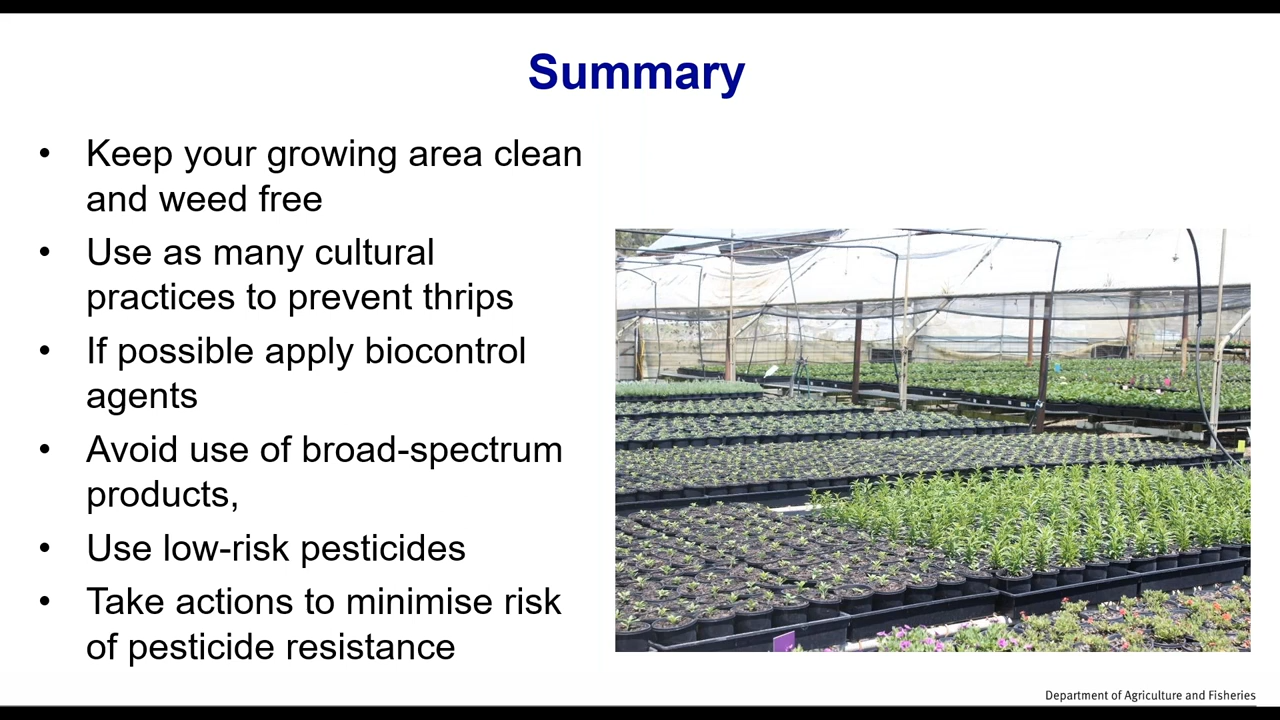 Summary
• Keep your growing area clean
and weed free
• Use as many cultural
practices to prevent thrips
• If possible apply biocontrol
agents
• Avoid use of broad-spectrum
products,
• Use low-risk pesticides
• Take actions to minimise risk
of pesticide resistance
Department of Agriculture and Fisheries